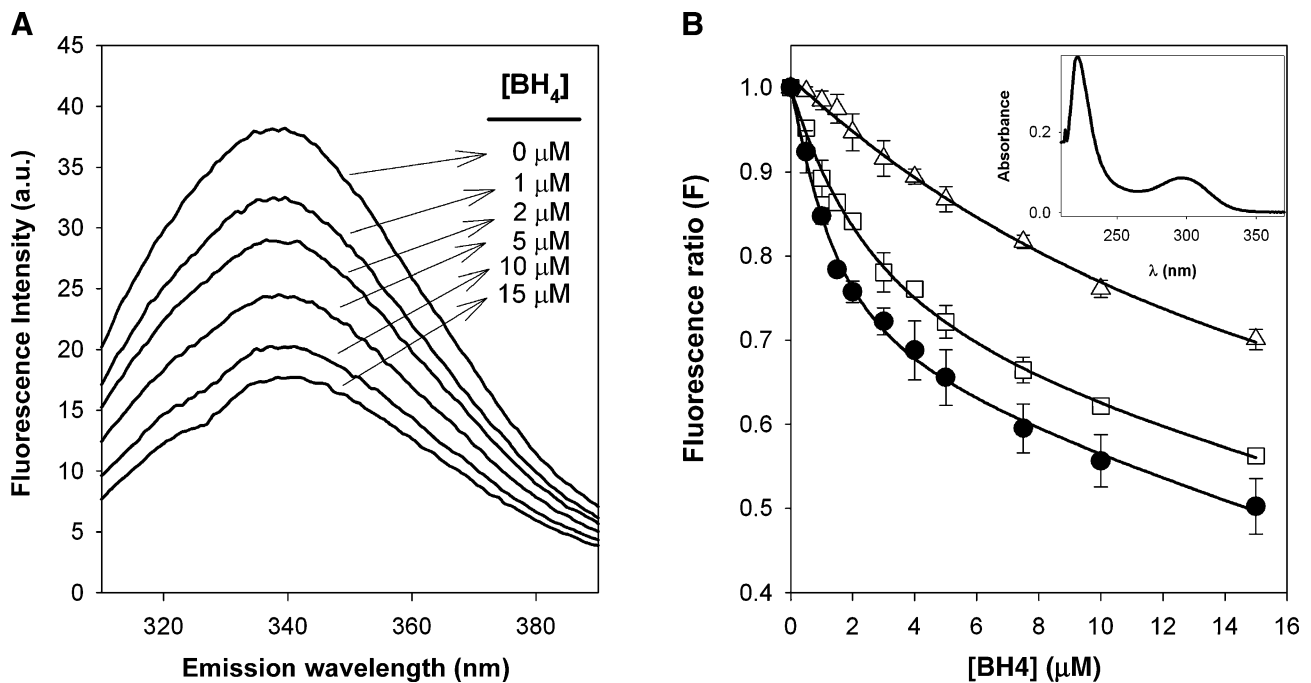 A
[BH4]
0 μM
1 μM
2 μM
5 μM
10 μM
15 μM
Fluorescence Intensity (a.u.)
45
40
35
30
25
20
15
10
5
0
320
340
360
380
Emission wavelength (nm)
B
Fluorescence ratio (F)
1.0
0.9
0.8
0.7
0.6
0.5
0.4
0
2
4
6
8
10
12
14
16
[BH4] (μM)
Absorbance
0.2
0.0
250
300
350
λ (nm)